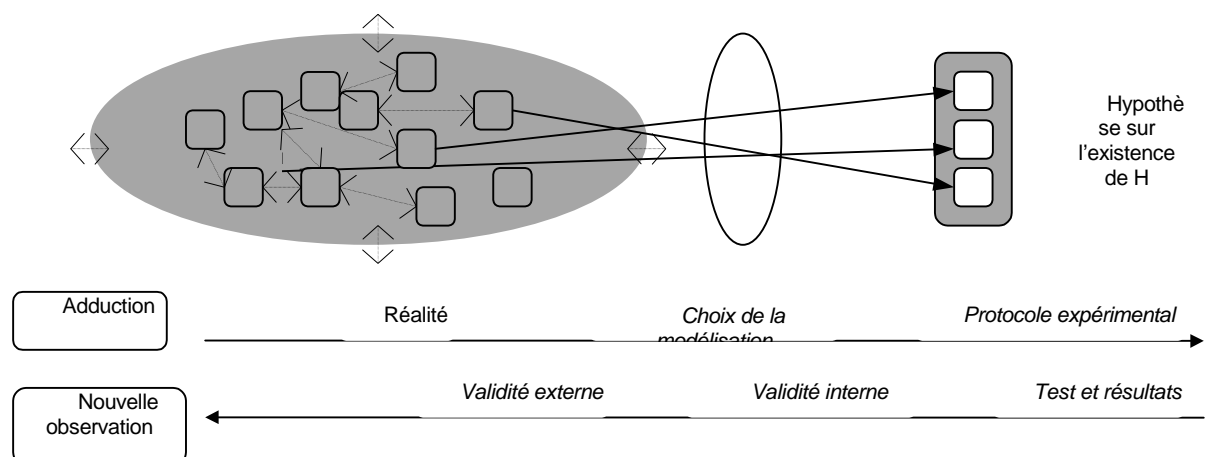 Hypothè
se sur
l'existence
de H
Adduction
Réalité
Choix de la
modélisation
Protocole expérimental
Nouvelle
observation
Validité externe
Validité interne
Test et résultats